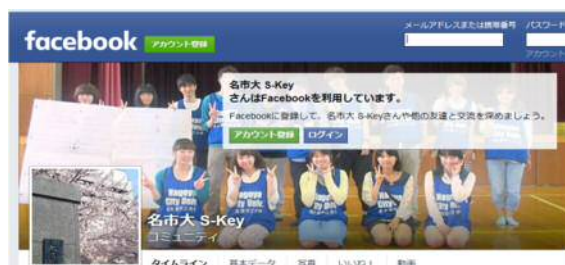 メールアドレスまたは携帯番号 パスワード
facebook アカウント登録
名市大 S-Key
さんはFacebookを利用しています。
Facebookに登録して、名市大 S-Keyさんや他の友達と交流を深めましょう。
アカウント登録 ログイン
Nagoya
City Univ.
名市大 S-Key
コミュニティ
タイムライン 基本データ 写真 いいね！ 動画